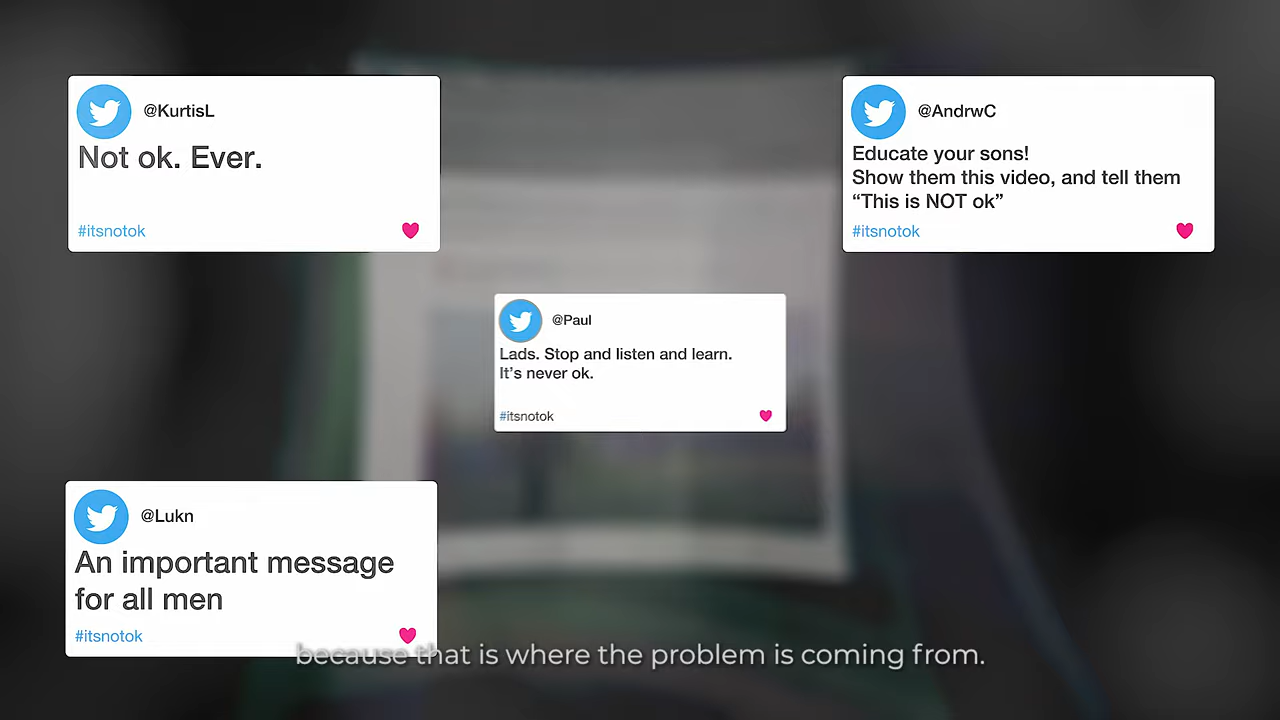 @KurtisL
Not ok. Ever.
#itsnotok
@AndrwC
Educate your sons!
Show them this video, and tell them
“This is NOT ok”
#itsnotok
@Paul
Lads. Stop and listen and learn.
It’s never ok.
#itsnotok
@Lukn
An important message
for all men
#itsnotok
because that is where the problem is coming from.